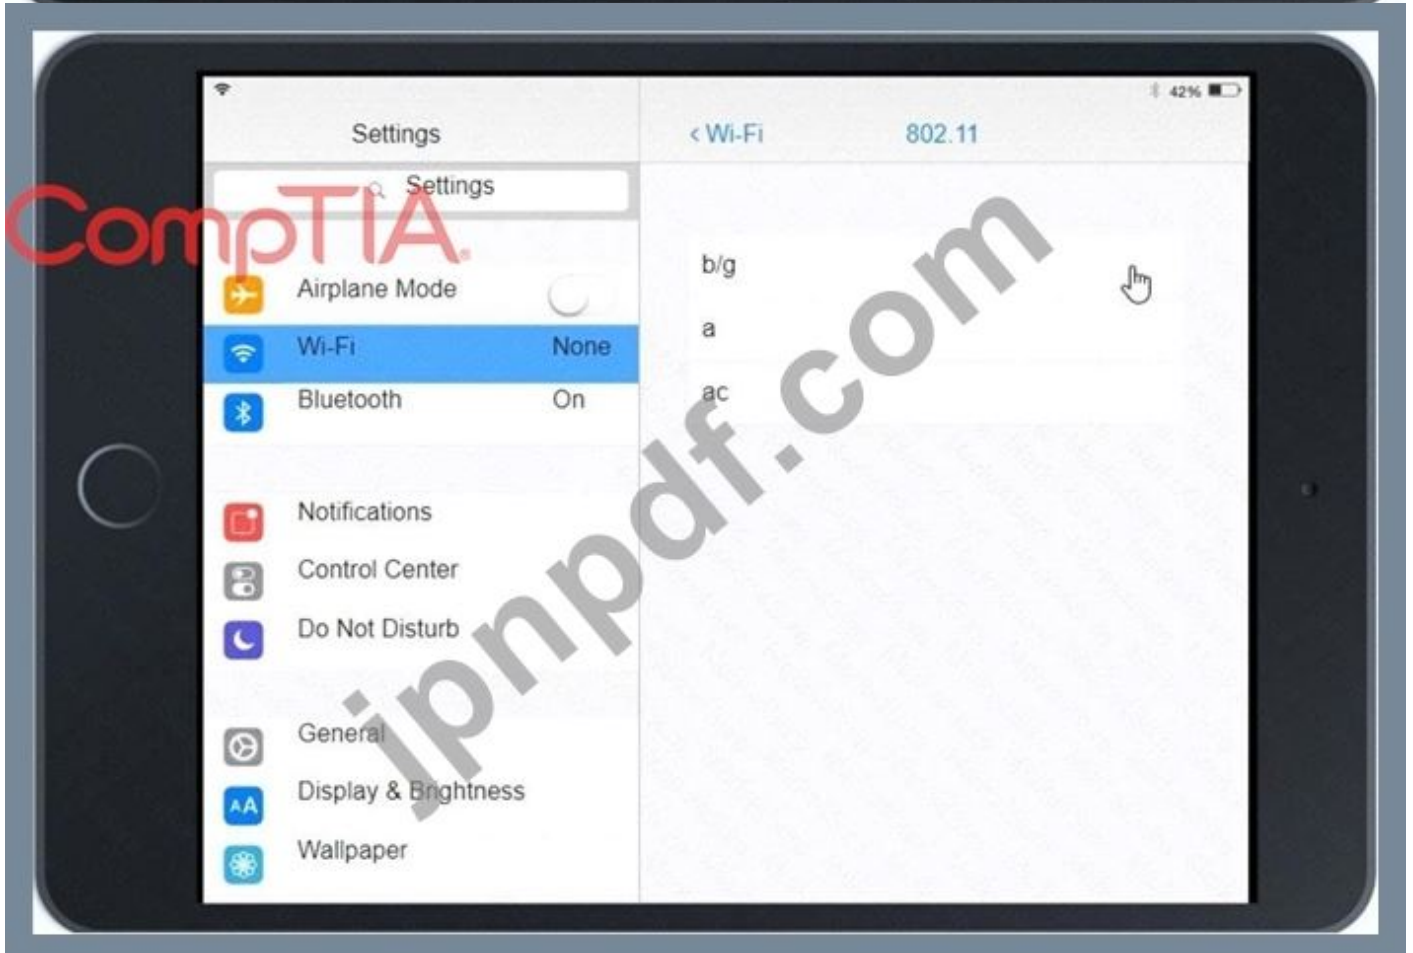 42%
Settings
< Wi-Fi
802.11
Settings
CompTIA.
Airplane Mode
Wi-Fi
None
Bluetooth
On
Notifications
Control Center
Do Not Disturb
General
Display & Brightness
AA
Wallpaper
b/g
a
ac
jpnpdf.com